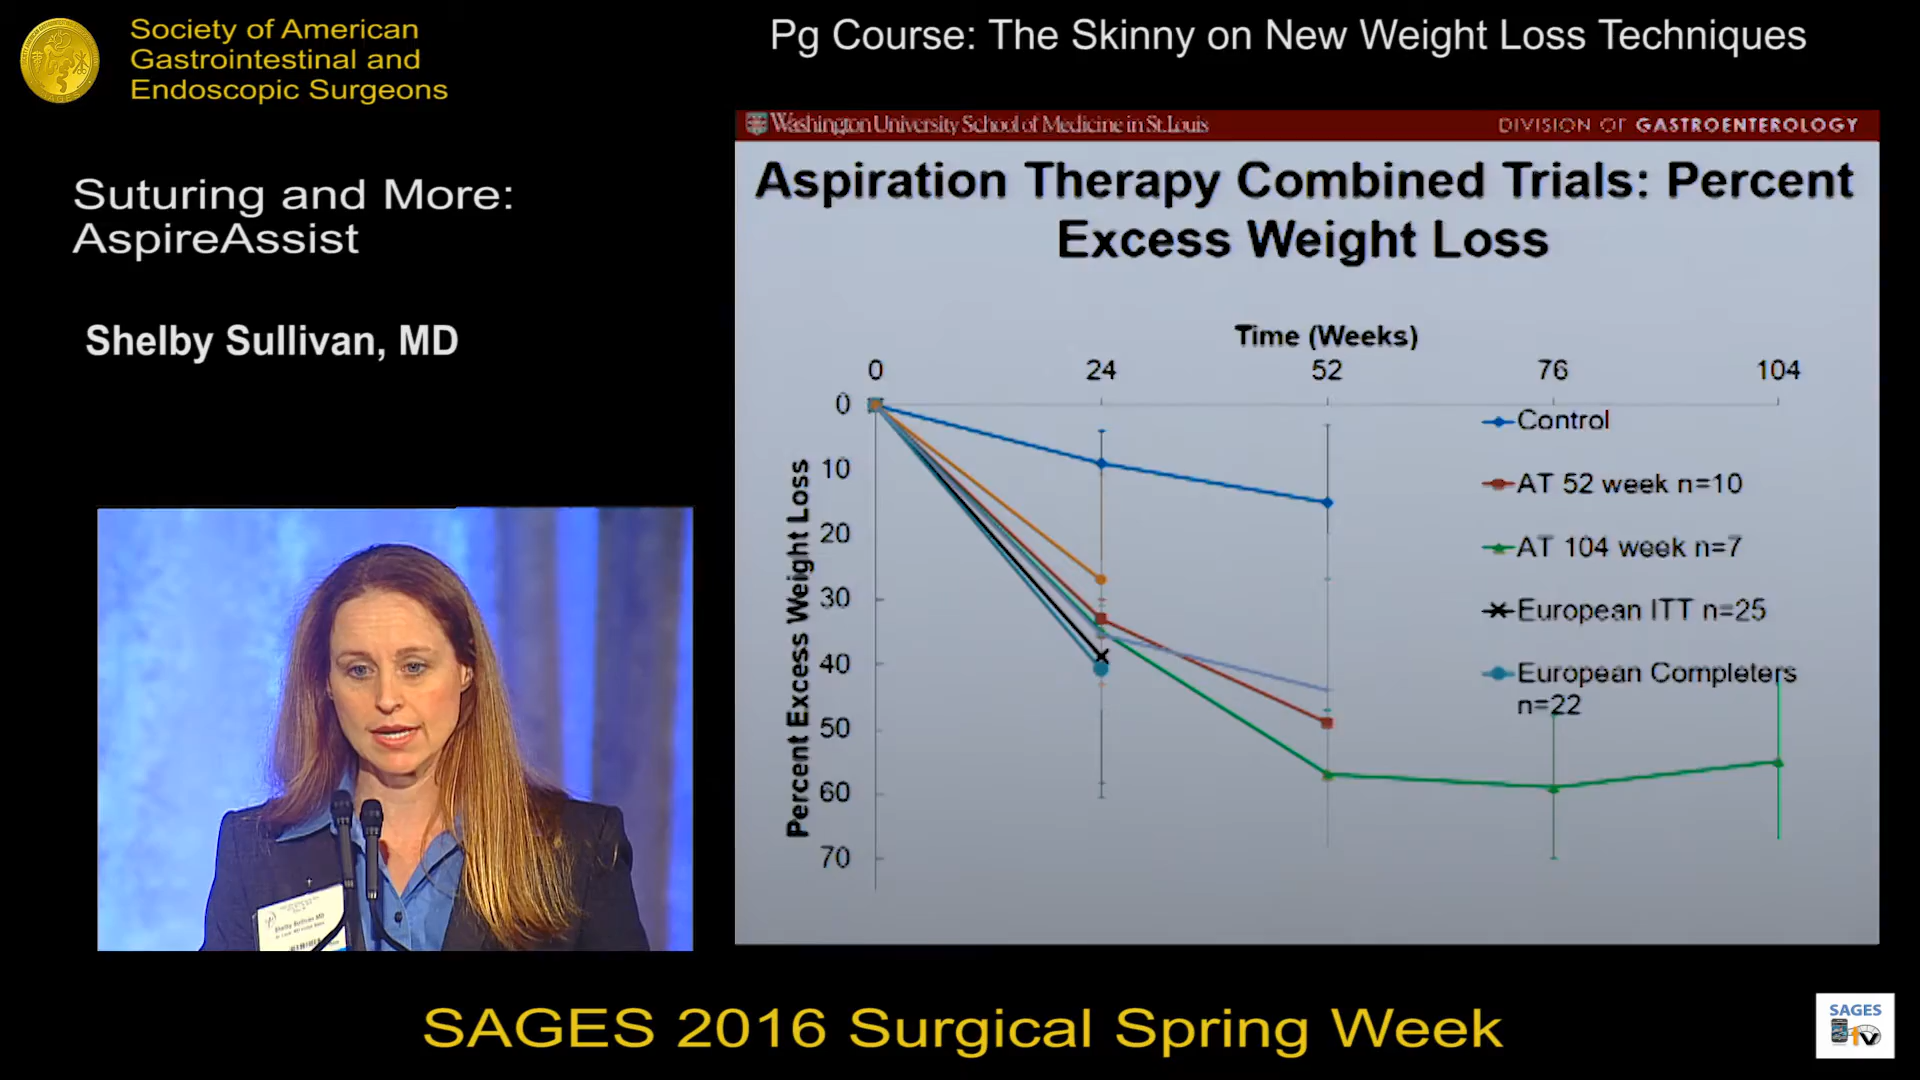 Society of American
Gastrointestinal and
Endoscopic Surgeons
Pg Course: The Skinny on New Weight Loss Techniques
Suturing and More:
AspireAssist
Shelby Sullivan, MD
Washington University School of Medicine in St. Louis
DIVISION OF GASTROENTEROLOGY
Aspiration Therapy Combined Trials: Percent
Excess Weight Loss
Time (Weeks)
0 24 52 76 104
Percent Excess Weight Loss
0
10
20
30
40
50
60
70
Control
AT 52 week n=10
AT 104 week n=7
European ITT n=25
European Completers
n=22
Shelby Sullivan MD
SAGES 2016 Surgical Spring Week
SAGES
TV